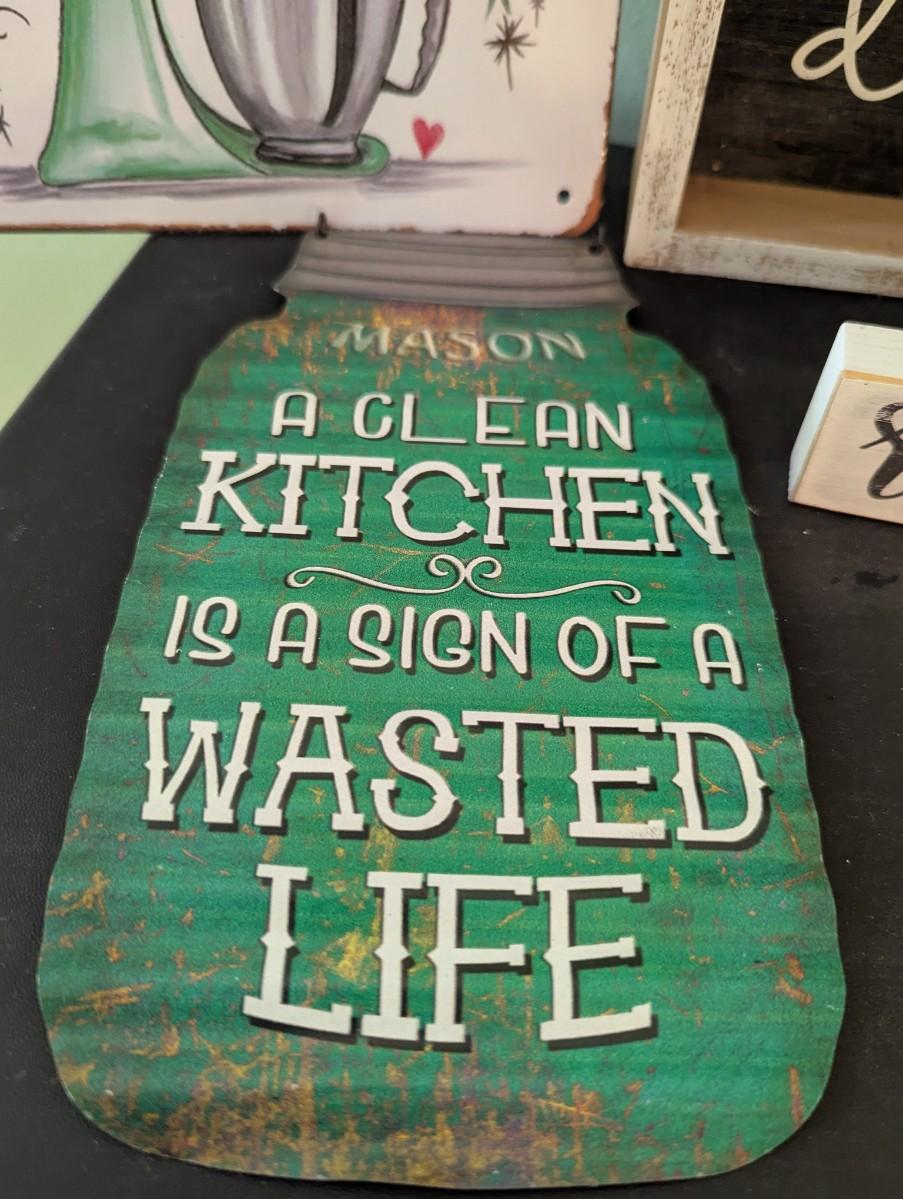 MASON
A CLEAN
KITCHEN
IS A SIGN OF A
WASTED
LIFE